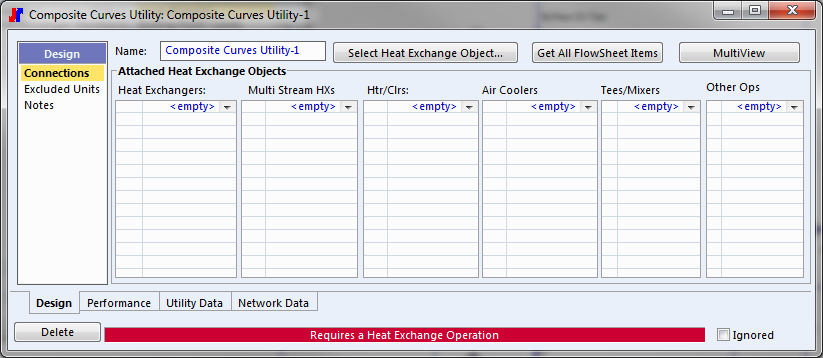 Composite Curves Utility: Composite Curves Utility-1
Design
Connections
Excluded Units
Notes
Name: Composite Curves Utility-1 Select Heat Exchange Object... Get All FlowSheet Items MultiView
Attached Heat Exchange Objects
Heat Exchangers: Multi Stream HXs Htr/Clrs: Air Coolers Tees/Mixers Other Ops
<empty> <empty> <empty> <empty> <empty> <empty>
Design Performance Utility Data Network Data
Delete Requires a Heat Exchange Operation Ignored